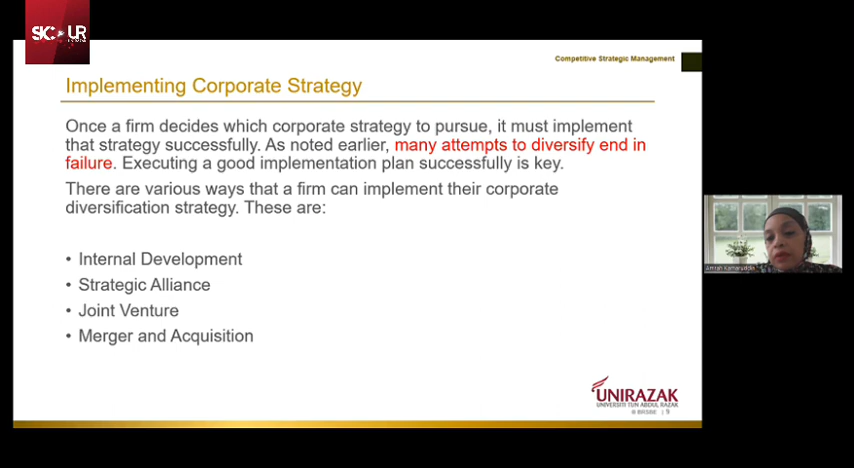 Competitive Strategic Management
Implementing Corporate Strategy
Once a firm decides which corporate strategy to pursue, it must implement
that strategy successfully. As noted earlier, many attempts to diversify end in
failure. Executing a good implementation plan successfully is key.
There are various ways that a firm can implement their corporate
diversification strategy. These are:
• Internal Development
• Strategic Alliance
• Joint Venture
• Merger and Acquisition
UNIRAZAK
UNIVERSITI TUN ABDUL RAZAK